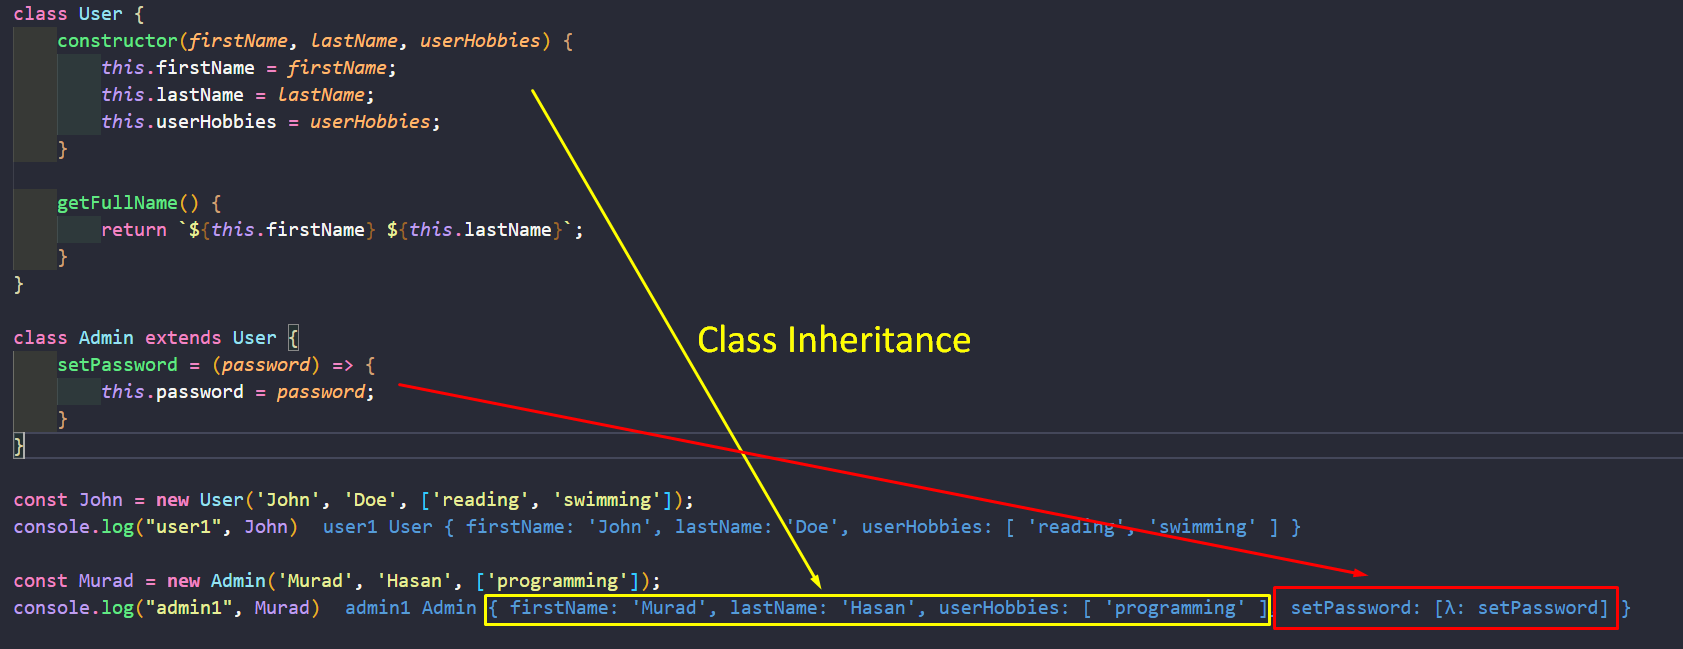 class User {
constructor(firstName, lastName, userHobbies) {
this.firstName = firstName;
this.lastName = lastName;
this.userHobbies = userHobbies;
}
getFullName() {
return `${this.firstName} ${this.lastName}`;
}
}
class Admin extends User {
setPassword = (password) => {
this.password = password;
}
}
Class Inheritance
const John = new User('John', 'Doe', ['reading', 'swimming']);
console.log("user1", John) user1 User { firstName: 'John', lastName: 'Doe', userHobbies: [ 'reading', 'swimming' ] }
const Murad = new Admin('Murad', 'Hasan', ['programming']);
console.log("admin1", Murad) admin1 Admin { firstName: 'Murad', lastName: 'Hasan', userHobbies: [ 'programming' ], setPassword: [λ: setPassword] }